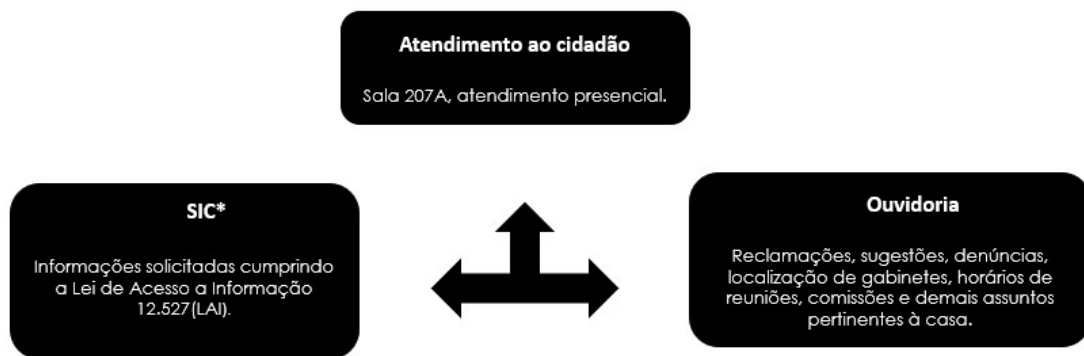 Atendimento ao cidadão
Sala 207A, atendimento presencial.
SIC*
Informações solicitadas cumprindo
a Lei de Acesso a Informação
12.527(LAI).
Ouvidoria
Reclamações, sugestões, denúncias,
localização de gabinetes, horários de
reuniões, comissões e demais assuntos
pertinentes à casa.